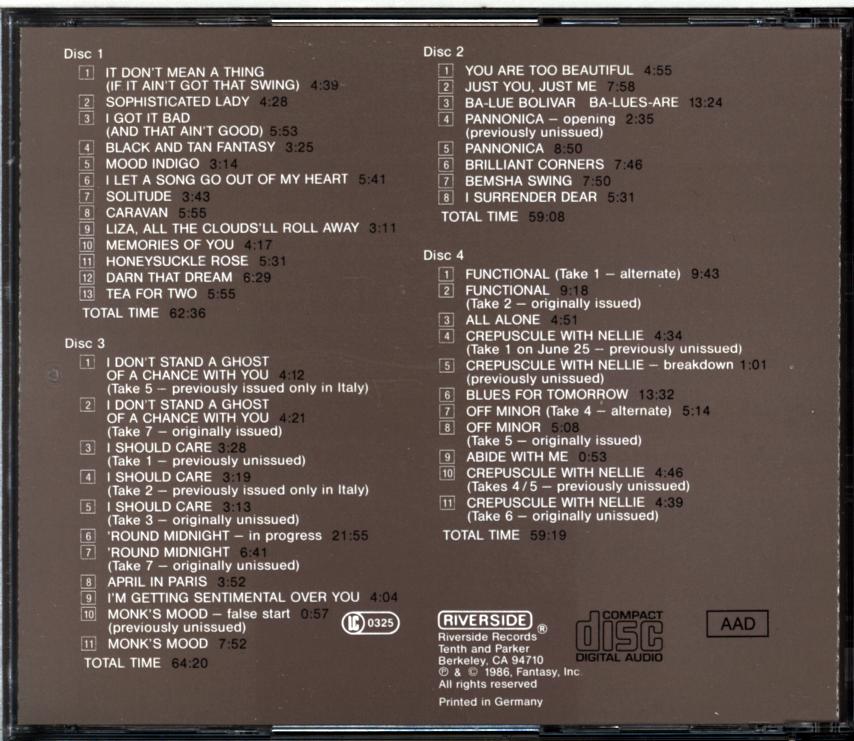 Disc 1
1 IT DON'T MEAN A THING
(IF IT AIN'T GOT THAT SWING) 4:39
2 SOPHISTICATED LADY 4:28
3 I GOT IT BAD
(AND THAT AIN'T GOOD) 5:53
4 BLACK AND TAN FANTASY 3:25
5 MOOD INDIGO 3:14
6 I LET A SONG GO OUT OF MY HEART 5:41
7 SOLITUDE 3:43
8 CARAVAN 5:55
9 LIZA, ALL THE CLOUDS'LL ROLL AWAY 3:11
10 MEMORIES OF YOU 4:17
11 HONEYSUCKLE ROSE 5:31
12 DARN THAT DREAM 6:29
13 TEA FOR TWO 5:55
TOTAL TIME 62:36
Disc 2
1 YOU ARE TOO BEAUTIFUL 4:55
2 JUST YOU, JUST ME 7:58
3 BA-LUE BOLIVAR BA-LUES-ARE 13:24
4 PANNONICA – opening 2:35
(previously unissued)
5 PANNONICA 8:50
6 BRILLIANT CORNERS 7:46
7 BEMSHA SWING 7:50
8 I SURRENDER DEAR 5:31
TOTAL TIME 59:08
Disc 3
1 I DON'T STAND A GHOST
OF A CHANCE WITH YOU 4:12
(Take 5 – previously issued only in Italy)
2 I DON'T STAND A GHOST
OF A CHANCE WITH YOU 4:21
(Take 7 – originally issued)
3 I SHOULD CARE 3:28
(Take 1 – previously unissued)
4 I SHOULD CARE 3:19
(Take 2 – previously issued only in Italy)
5 I SHOULD CARE 3:13
(Take 3 – originally unissued)
6 'ROUND MIDNIGHT – in progress 21:55
7 'ROUND MIDNIGHT 6:41
(Take 7 – originally unissued)
8 APRIL IN PARIS 3:52
9 I'M GETTING SENTIMENTAL OVER YOU 4:04
10 MONK'S MOOD – false start 0:57
(previously unissued)
11 MONK'S MOOD 7:52
TOTAL TIME 64:20
LC 0325
Disc 4
1 FUNCTIONAL (Take 1 – alternate) 9:43
2 FUNCTIONAL 9:18
(Take 2 – originally issued)
3 ALL ALONE 4:51
4 CREPUSCULE WITH NELLIE 4:34
(Take 1 on June 25 – previously unissued)
5 CREPUSCULE WITH NELLIE – breakdown 1:01
(previously unissued)
6 BLUES FOR TOMORROW 13:32
7 OFF MINOR (Take 4 – alternate) 5:14
8 OFF MINOR 5:08
(Take 5 – originally issued)
9 ABIDE WITH ME 0:53
10 CREPUSCULE WITH NELLIE 4:46
(Takes 4/5 – previously unissued)
11 CREPUSCULE WITH NELLIE 4:39
(Take 6 – originally unissued)
TOTAL TIME 59:19
RIVERSIDE ®
Riverside Records
Tenth and Parker
Berkeley, CA 94710
℗ & © 1986, Fantasy, Inc.
All rights reserved
Printed in Germany
COMPACT
disc
DIGITAL AUDIO
AAD